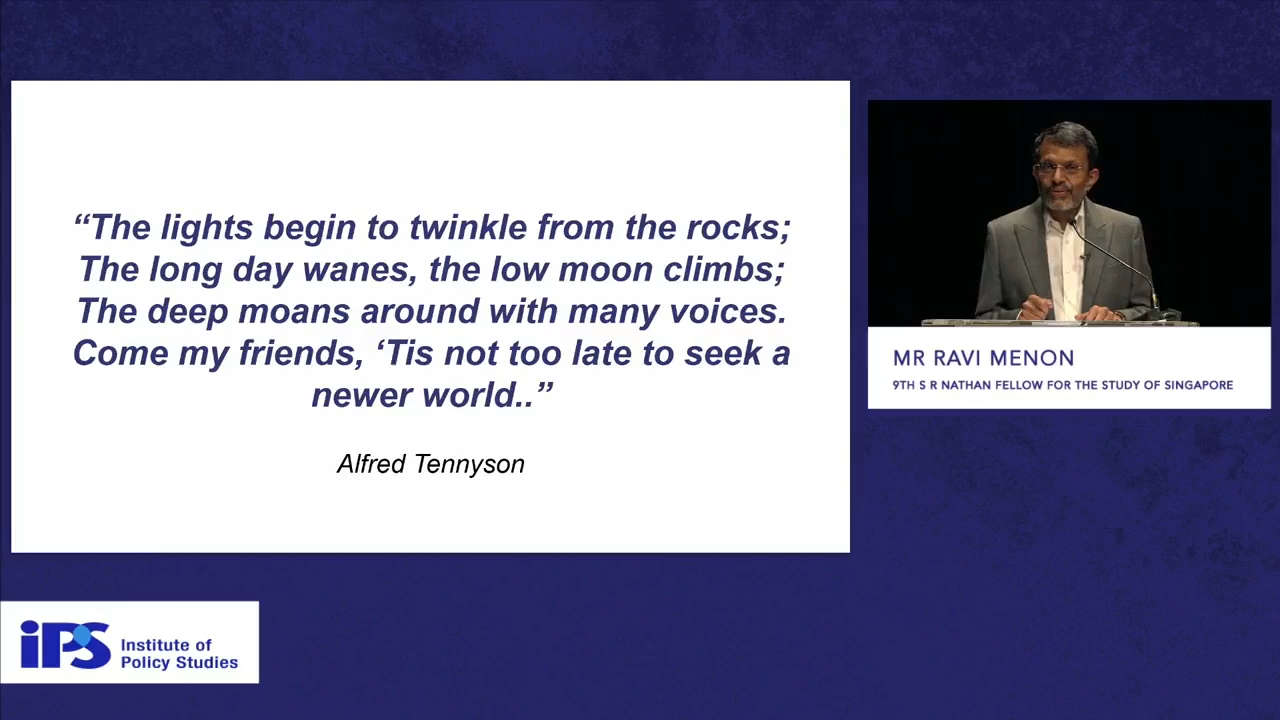 “The lights begin to twinkle from the rocks;
The long day wanes, the low moon climbs;
The deep moans around with many voices.
Come my friends, ‘Tis not too late to seek a
newer world..”
Alfred Tennyson
MR RAVI MENON
9TH S R NATHAN FELLOW FOR THE STUDY OF SINGAPORE
iPS Institute of
Policy Studies